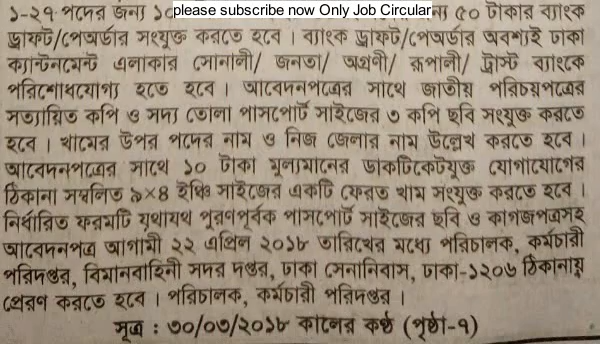 ১-২৭ পদের জন্য ১০ please subscribe now Only Job Circular ন্য ৫০ টাকার ব্যাংক
ড্রাফট/পেঅর্ডার সংযুক্ত করতে হবে। ব্যাংক ড্রাফট/পেঅর্ডার অবশ্যই ঢাকা
ক্যান্টনমেন্ট এলাকার সোনালী/ জনতা/ অগ্রণী/ রূপালী/ ট্রাস্ট ব্যাংকে
পরিশোধযোগ্য হতে হবে। আবেদনপত্রের সাথে জাতীয় পরিচয়পত্রের
সত্যায়িত কপি ও সদ্য তোলা পাসপোর্ট সাইজের ৩ কপি ছবি সংযুক্ত করতে
হবে। খামের উপর পদের নাম ও নিজ জেলার নাম উল্লেখ করতে হবে।
আবেদনপত্রের সাথে ১০ টাকা মূল্যমানের ডাকটিকেটযুক্ত যোগাযোগের
ঠিকানা সম্বলিত ৯×৪ ইঞ্চি সাইজের একটি ফেরত খাম সংযুক্ত করতে হবে।
নির্ধারিত ফরমটি যথাযথ পূরণপূর্বক পাসপোর্ট সাইজের ছবি ও কাগজপত্রসহ
আবেদনপত্র আগামী ২২ এপ্রিল ২০১৮ তারিখের মধ্যে পরিচালক, কর্মচারী
পরিদপ্তর, বিমানবাহিনী সদর দপ্তর, ঢাকা সেনানিবাস, ঢাকা-১২০৬ ঠিকানায়
প্রেরণ করতে হবে। পরিচালক, কর্মচারী পরিদপ্তর।
সূত্র : ৩০/০৩/২০১৮ কালের কণ্ঠ (পৃষ্ঠা-৭)